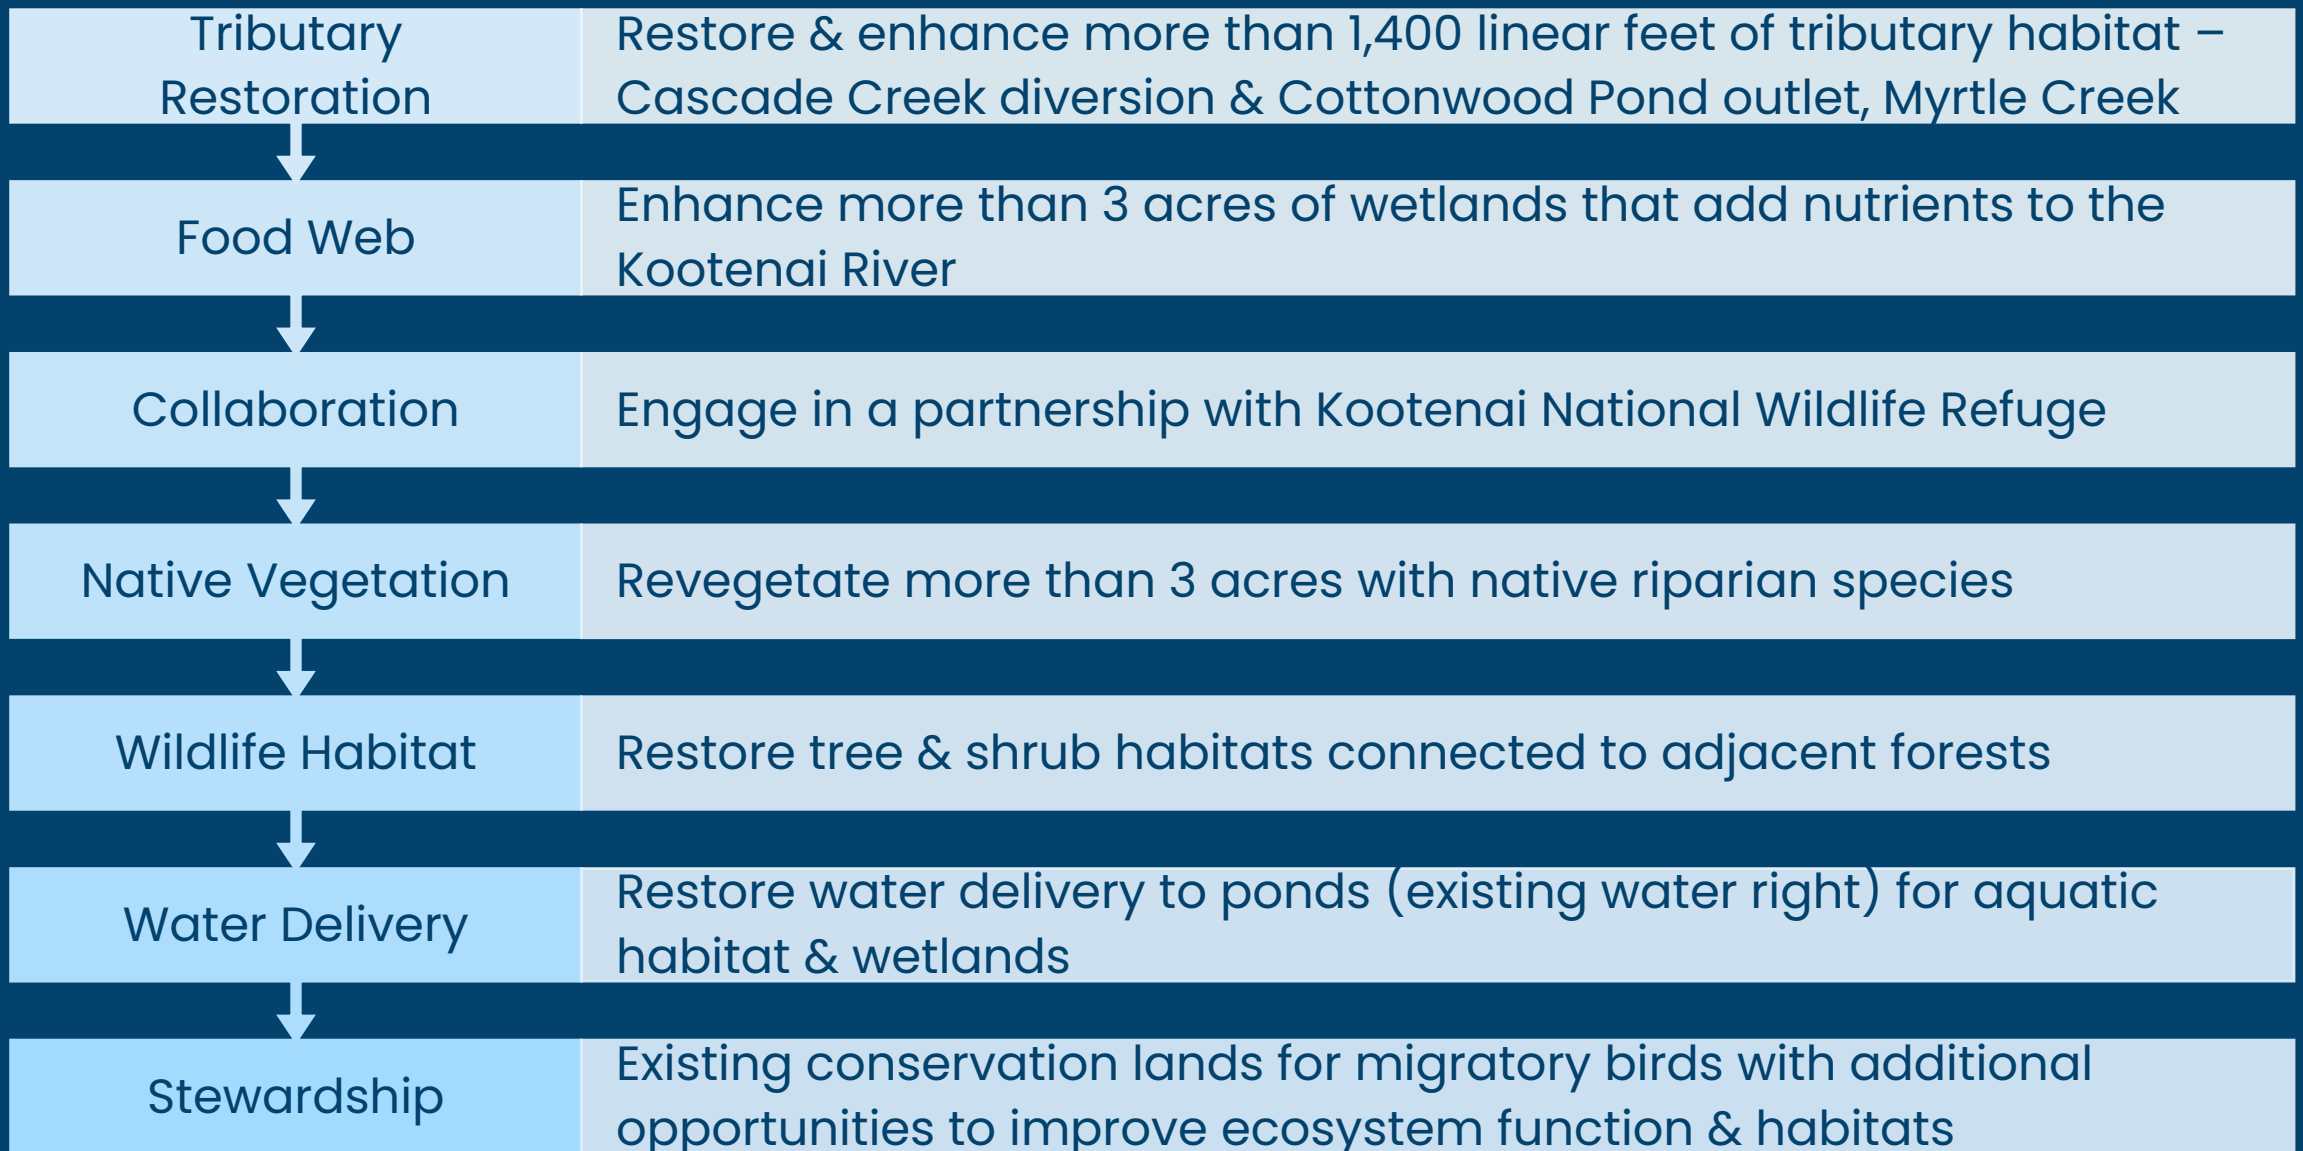 Tributary
Restoration
Restore & enhance more than 1,400 linear feet of tributary habitat –
Cascade Creek diversion & Cottonwood Pond outlet, Myrtle Creek
Food Web
Enhance more than 3 acres of wetlands that add nutrients to the
Kootenai River
Collaboration
Engage in a partnership with Kootenai National Wildlife Refuge
Native Vegetation
Revegetate more than 3 acres with native riparian species
Wildlife Habitat
Restore tree & shrub habitats connected to adjacent forests
Water Delivery
Restore water delivery to ponds (existing water right) for aquatic
habitat & wetlands
Stewardship
Existing conservation lands for migratory birds with additional
opportunities to improve ecosystem function & habitats